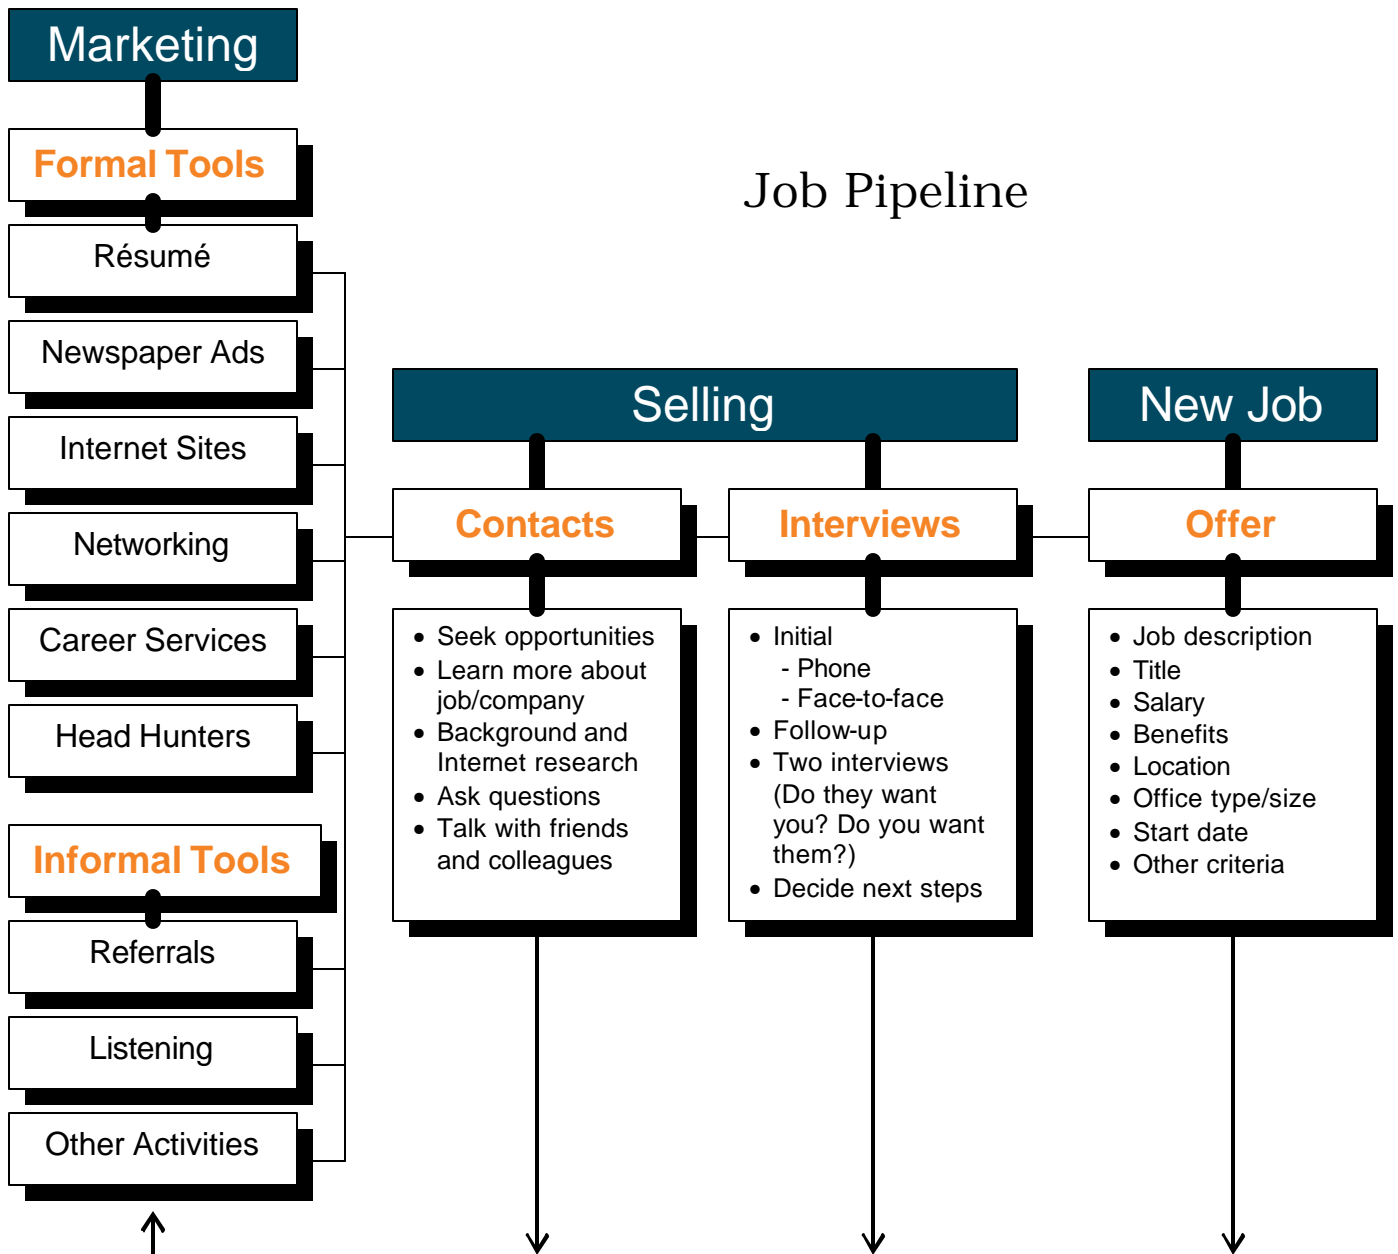 Marketing
Formal Tools
Job Pipeline
Résumé
Newspaper Ads
Internet Sites
Networking
Career Services
Head Hunters
Informal Tools
Referrals
Listening
Other Activities
Selling
Contacts
• Seek opportunities
• Learn more about
job/company
• Background and
Internet research
• Ask questions
• Talk with friends
and colleagues
Interviews
• Initial
- Phone
- Face-to-face
• Follow-up
• Two interviews
(Do they want
you? Do you want
them?)
• Decide next steps
New Job
Offer
• Job description
• Title
• Salary
• Benefits
• Location
• Office type/size
• Start date
• Other criteria